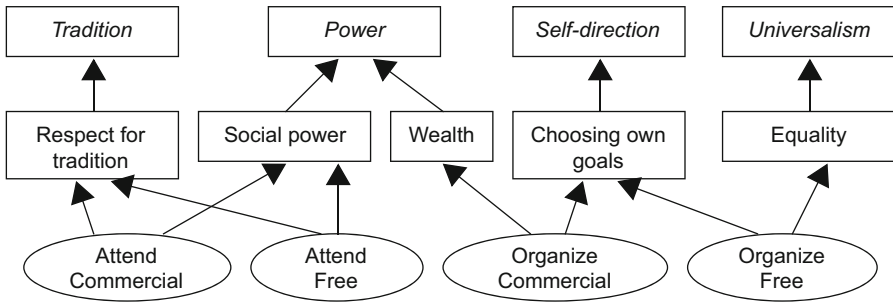 Tradition
Power
Self-direction
Universalism
Respect for
tradition
Social power
Wealth
Choosing own
goals
Equality
Attend
Commercial
Attend
Free
Organize
Commercial
Organize
Free